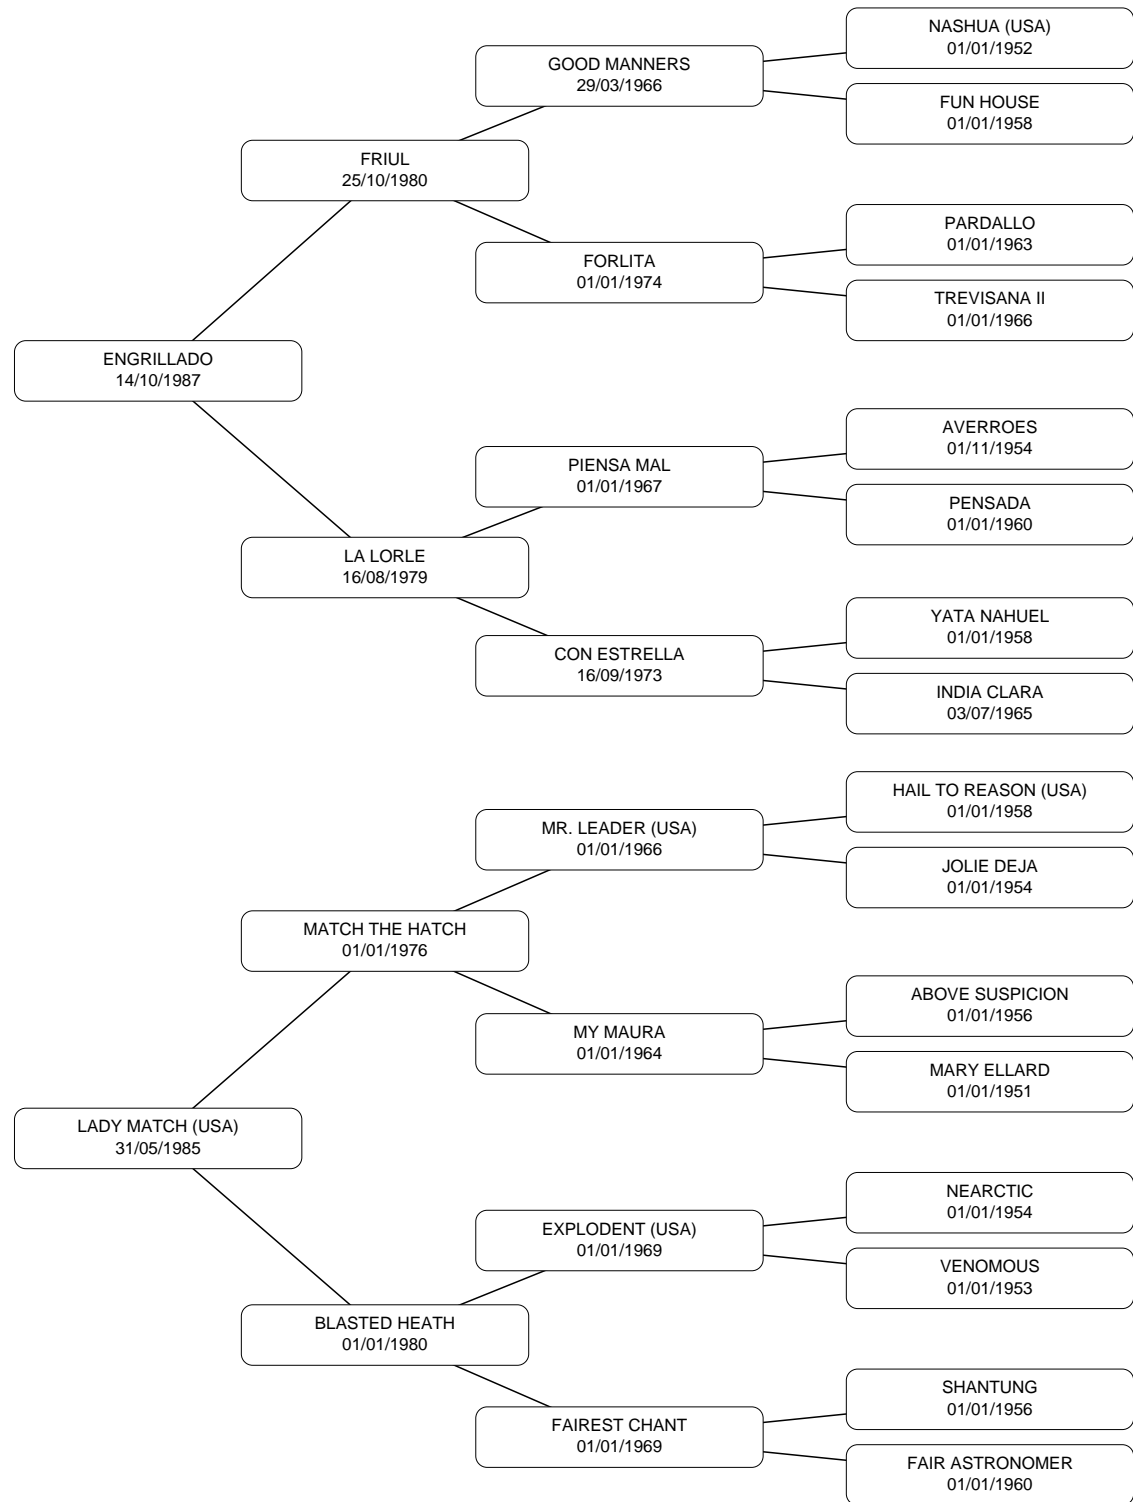 NASHUA (USA)
01/01/1952
GOOD MANNERS
29/03/1966
FUN HOUSE
01/01/1958
FRIUL
25/10/1980
PARDALLO
01/01/1963
FORLITA
01/01/1974
TREVISANA II
01/01/1966
ENGRILLADO
14/10/1987
AVERROES
01/11/1954
PIENSA MAL
01/01/1967
PENSADA
01/01/1960
LA LORLE
16/08/1979
YATA NAHUEL
01/01/1958
CON ESTRELLA
16/09/1973
INDIA CLARA
03/07/1965
HAIL TO REASON (USA)
01/01/1958
MR. LEADER (USA)
01/01/1966
JOLIE DEJA
01/01/1954
MATCH THE HATCH
01/01/1976
ABOVE SUSPICION
01/01/1956
MY MAURA
01/01/1964
MARY ELLARD
01/01/1951
LADY MATCH (USA)
31/05/1985
NEARCTIC
01/01/1954
EXPLODENT (USA)
01/01/1969
VENOMOUS
01/01/1953
BLASTED HEATH
01/01/1980
SHANTUNG
01/01/1956
FAIREST CHANT
01/01/1969
FAIR ASTRONOMER
01/01/1960